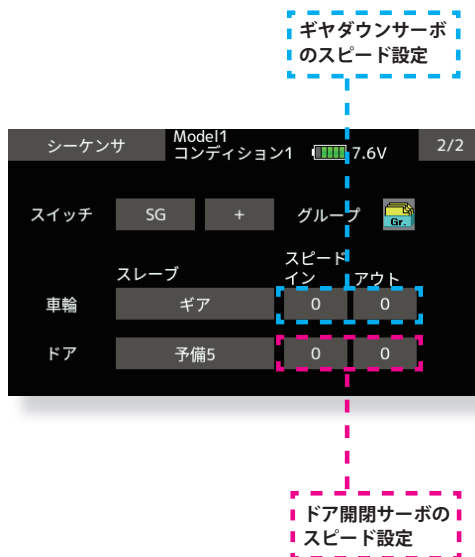 ギヤダウンサーボ
のスピード設定
シーケンサ
Model1
コンディション1
7.6V
2/2
スイッチ
SG
+
グループ
Gr.
スピード
スレーブ
イン
アウト
車輪
ギア
0
0
ドア
予備5
0
0
ドア開閉サーボの
スピード設定